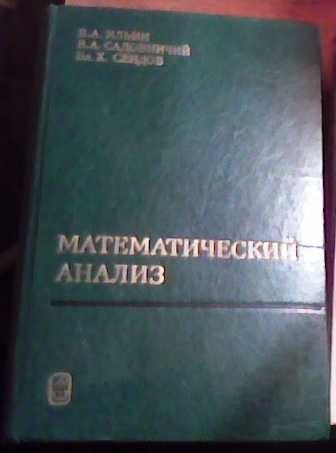 В.А. ИЛЬИН
В.А. САДОВНИЧИЙ
Бл. Х. СЕНДОВ
МАТЕМАТИЧЕСКИЙ
АНАЛИЗ